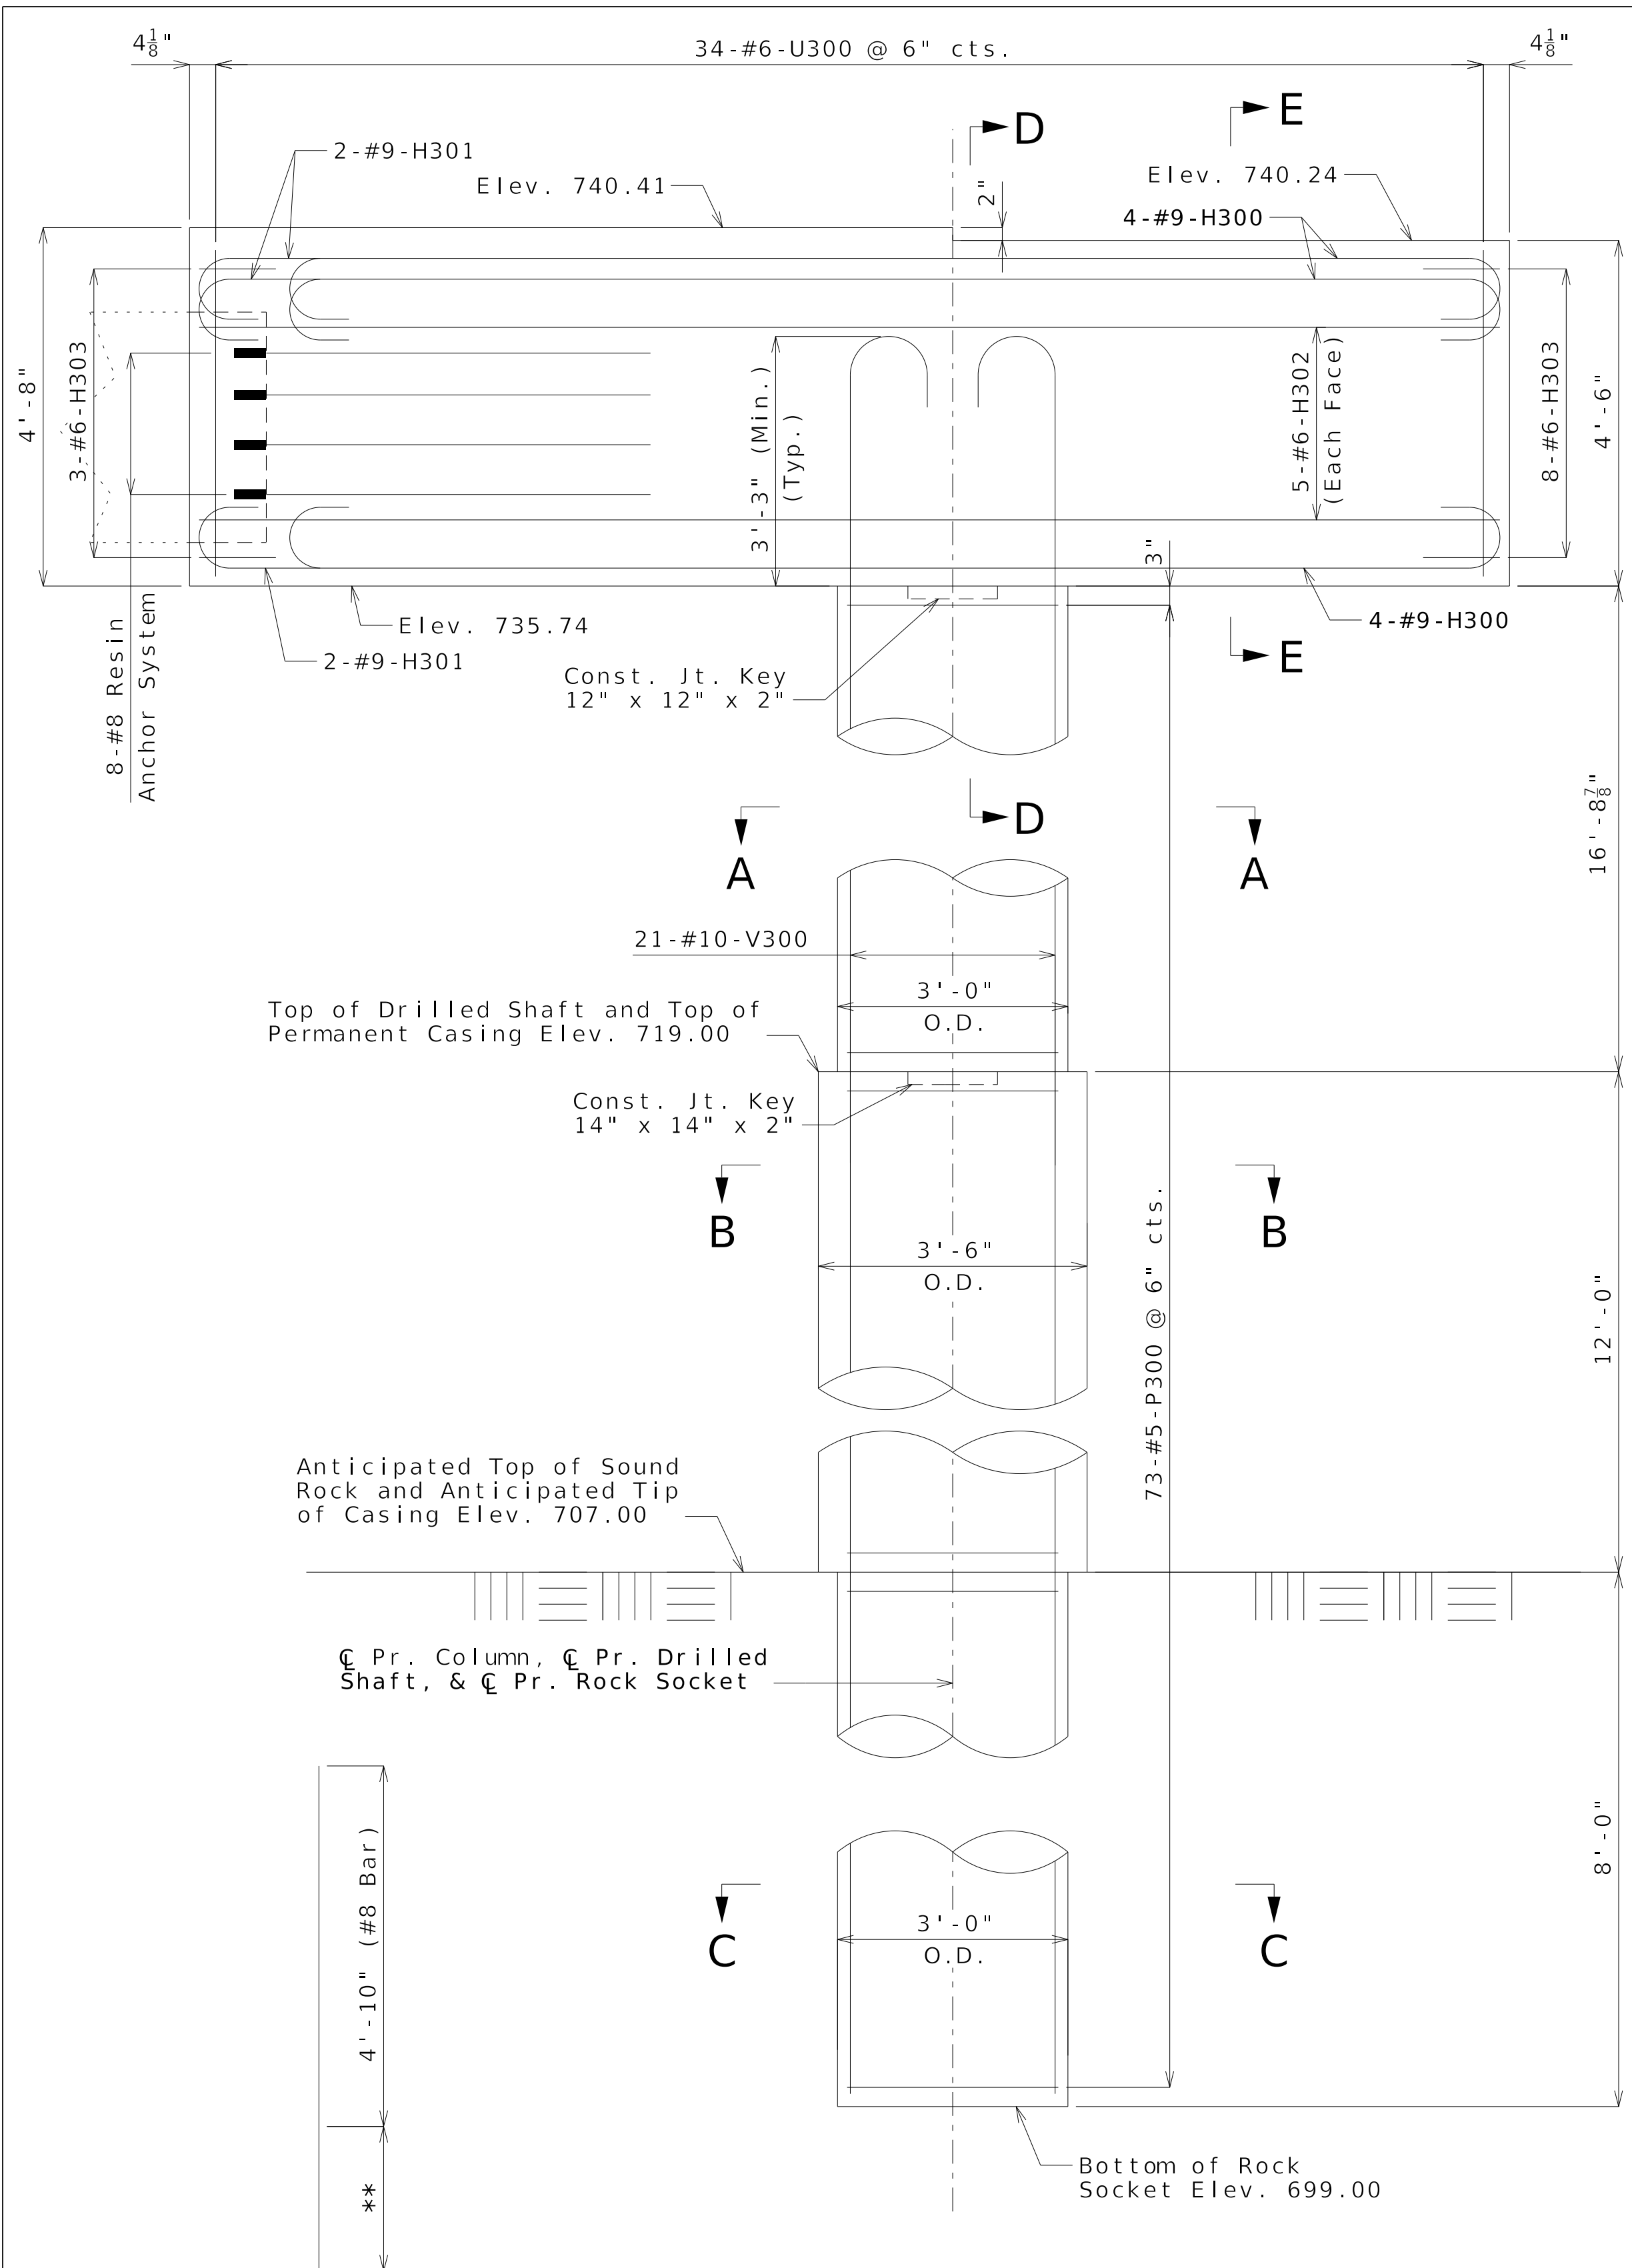 4⅛"
34-#6-U300 @ 6" cts.
4⅛"
E
D
2-#9-H301
Elev. 740.41
2"
Elev. 740.24
4-#9-H300
4'-8"
3-#6-H303
3'-3" (Min.)
(Typ.)
5-#6-H302
(Each Face)
8-#6-H303
4'-6"
3"
8-#8 Resin
Anchor System
Elev. 735.74
2-#9-H301
4-#9-H300
E
Const. Jt. Key
12" x 12" x 2"
D
A
A
16'-8⅞"
21-#10-V300
3'-0"
O.D.
Top of Drilled Shaft and Top of
Permanent Casing Elev. 719.00
Const. Jt. Key
14" x 14" x 2"
B
B
3'-6"
O.D.
73-#5-P300 @ 6" cts.
12'-0"
Anticipated Top of Sound
Rock and Anticipated Tip
of Casing Elev. 707.00
℄ Pr. Column, ℄ Pr. Drilled
Shaft, & ℄ Pr. Rock Socket
4'-10" (#8 Bar)
8'-0"
C
C
3'-0"
O.D.
**
Bottom of Rock
Socket Elev. 699.00